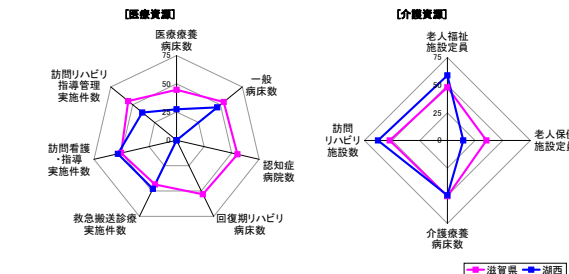 [医療資源]
医療療養
病床数
75
50
25
0
一般
病床数
認知症
病院数
回復期リハビリ
病床数
救急搬送診療
実施件数
訪問看護
・指導
実施件数
訪問リハビリ
指導管理
実施件数
[介護資源]
老人福祉
施設定員
75
50
25
0
老人保
施設定員
介護療養
病床数
訪問
リハビリ
施設数
滋賀県
湖西